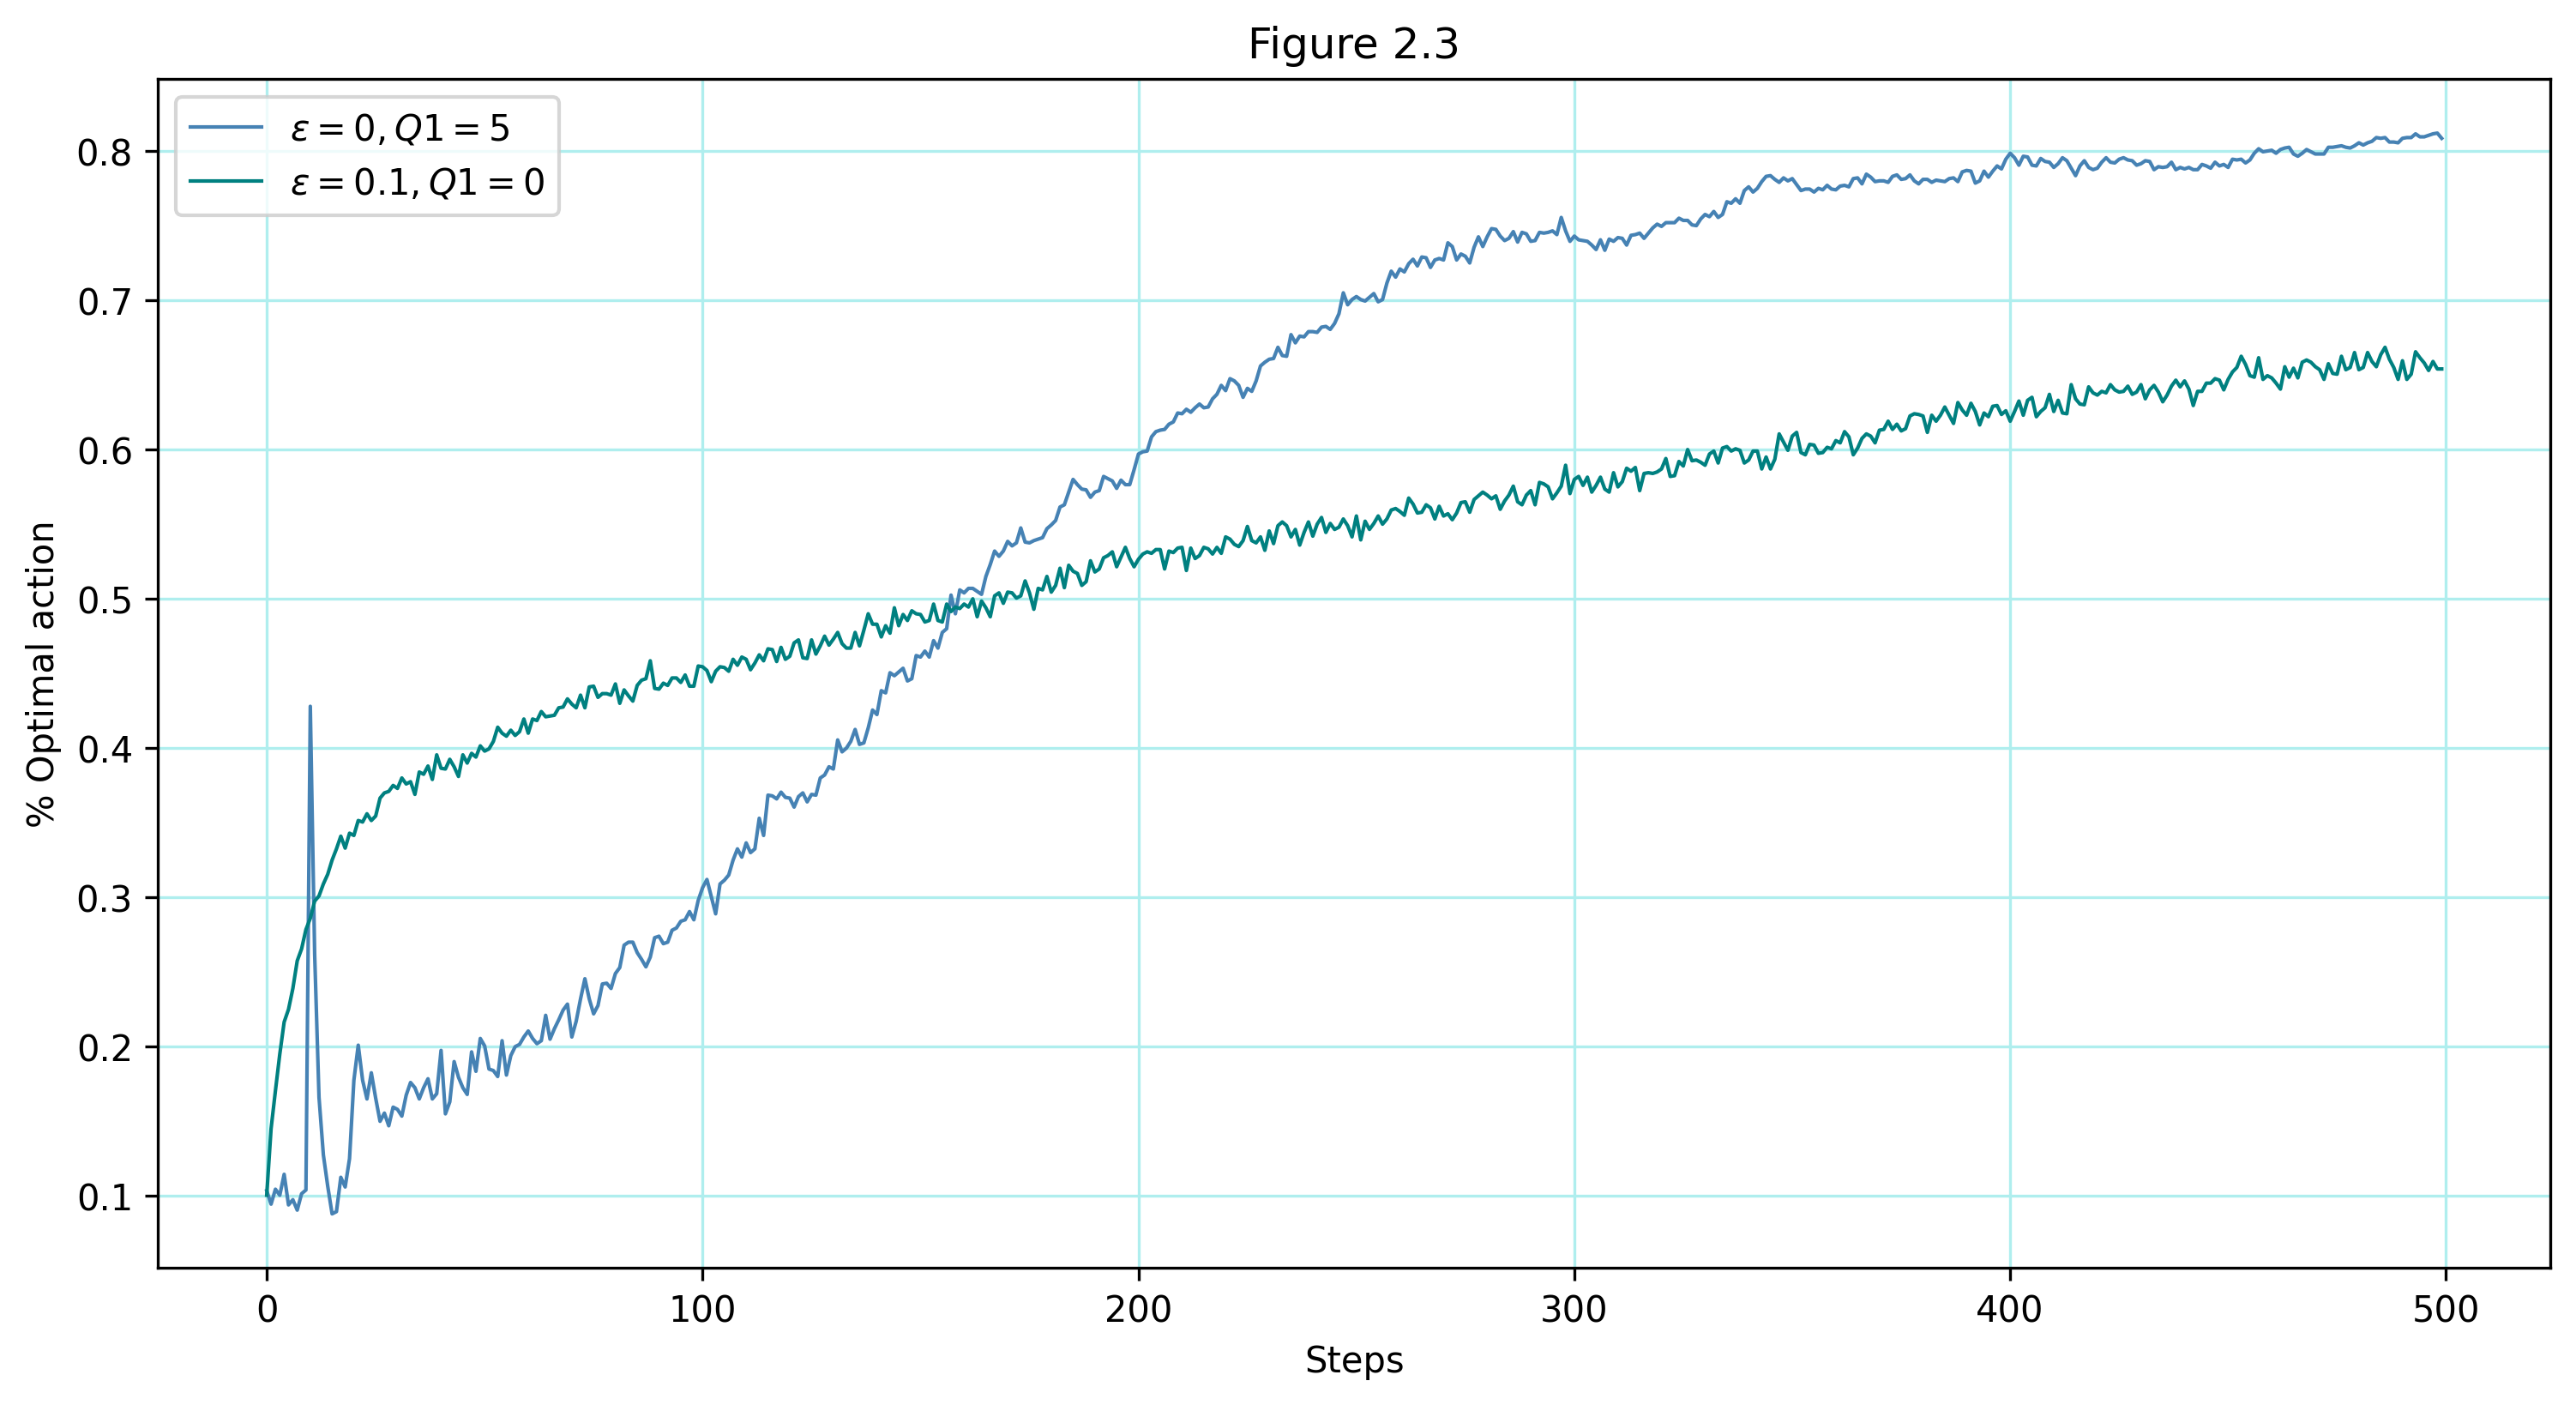 Figure 2.3
ε = 0, Q1 = 5
ε = 0.1, Q1 = 0
% Optimal action
0.8
0.7
0.6
0.5
0.4
0.3
0.2
0.1
0 100 200 300 400 500
Steps